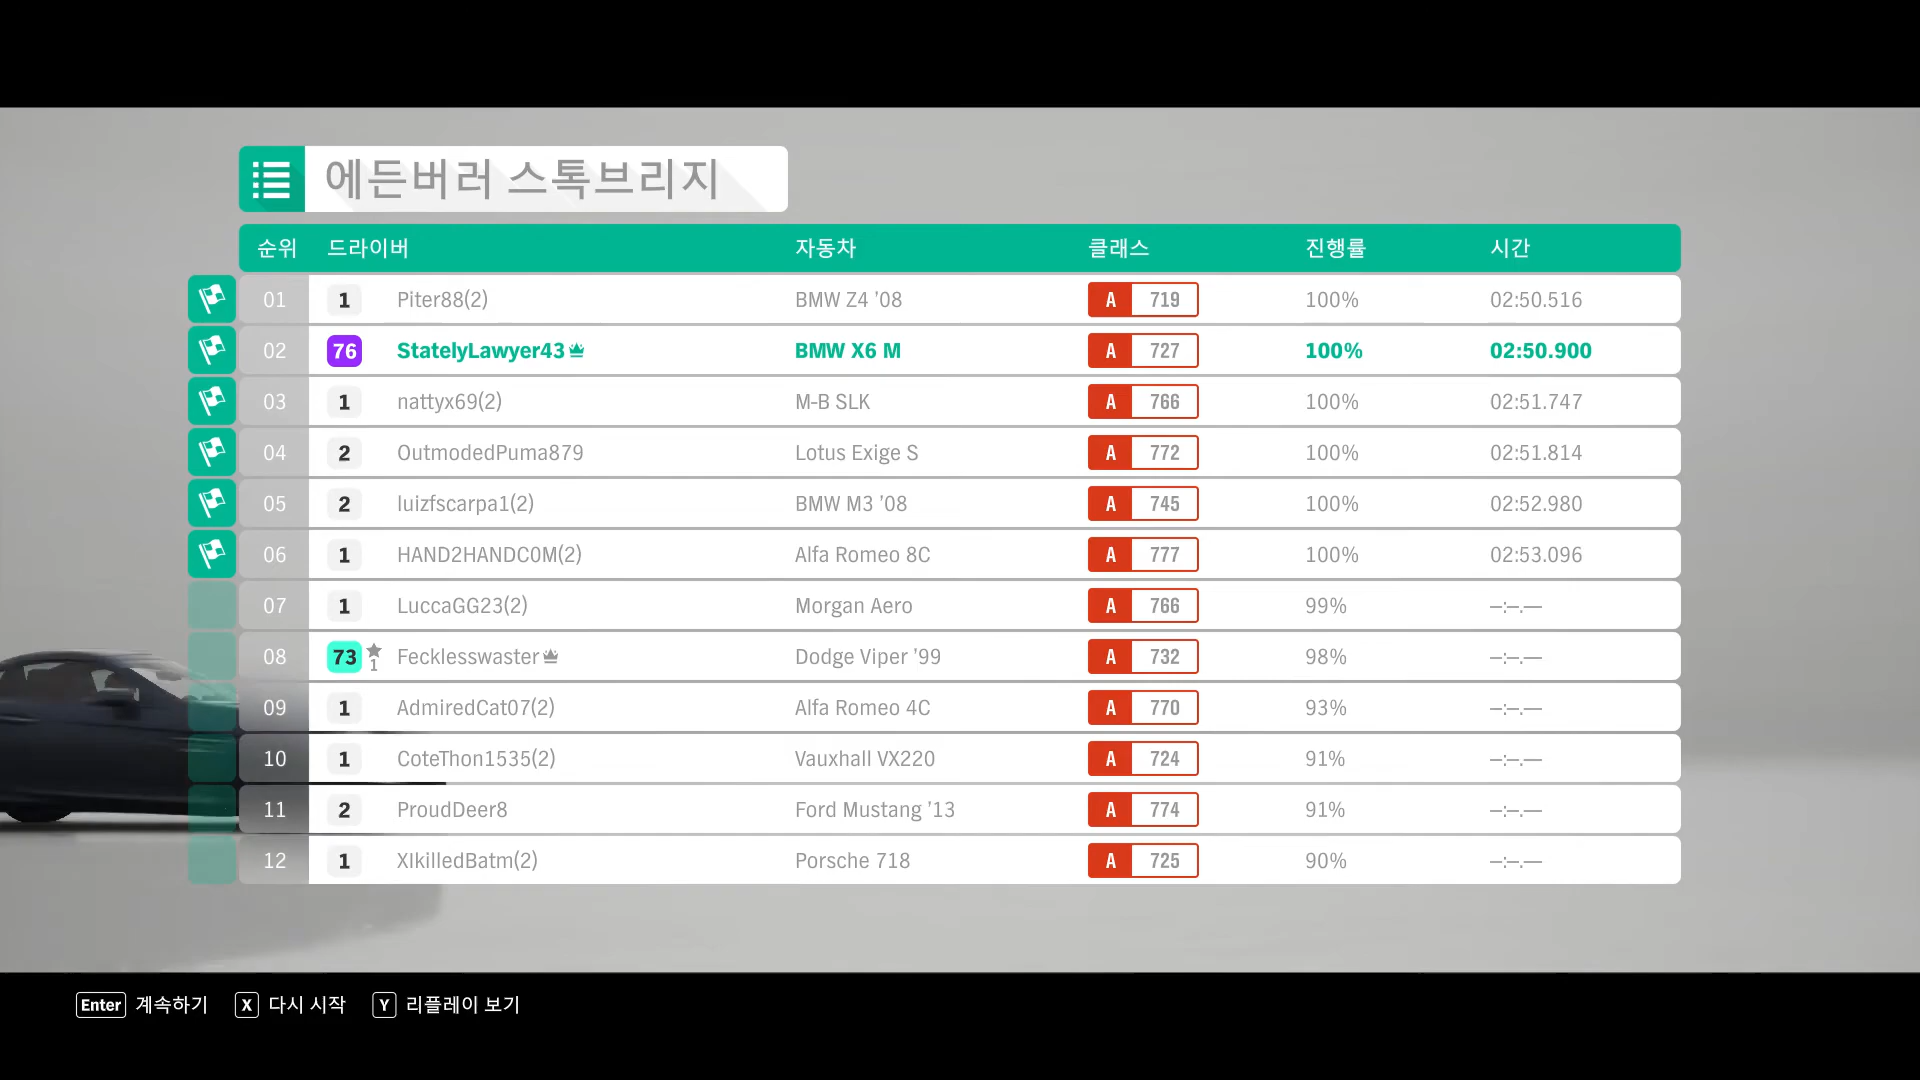 에든버러 스톡브리지
순위 드라이버 자동차 클래스 진행률 시간
01 1 Piter88(2) BMW Z4 ’08 A 719 100% 02:50.516
02 76 StatelyLawyer43 BMW X6 M A 727 100% 02:50.900
03 1 nattyx69(2) M-B SLK A 766 100% 02:51.747
04 2 OutmodedPuma879 Lotus Exige S A 772 100% 02:51.814
05 2 luizfscarpa1(2) BMW M3 ’08 A 745 100% 02:52.980
06 1 HAND2HANDC0M(2) Alfa Romeo 8C A 777 100% 02:53.096
07 1 LuccaGG23(2) Morgan Aero A 766 99% –:–.––
08 73 1 Fecklesswaster Dodge Viper ’99 A 732 98% –:–.––
09 1 AdmiredCat07(2) Alfa Romeo 4C A 770 93% –:–.––
10 1 CoteThon1535(2) Vauxhall VX220 A 724 91% –:–.––
11 2 ProudDeer8 Ford Mustang ’13 A 774 91% –:–.––
12 1 XIkilledBatm(2) Porsche 718 A 725 90% –:–.––
Enter 계속하기 X 다시 시작 Y 리플레이 보기